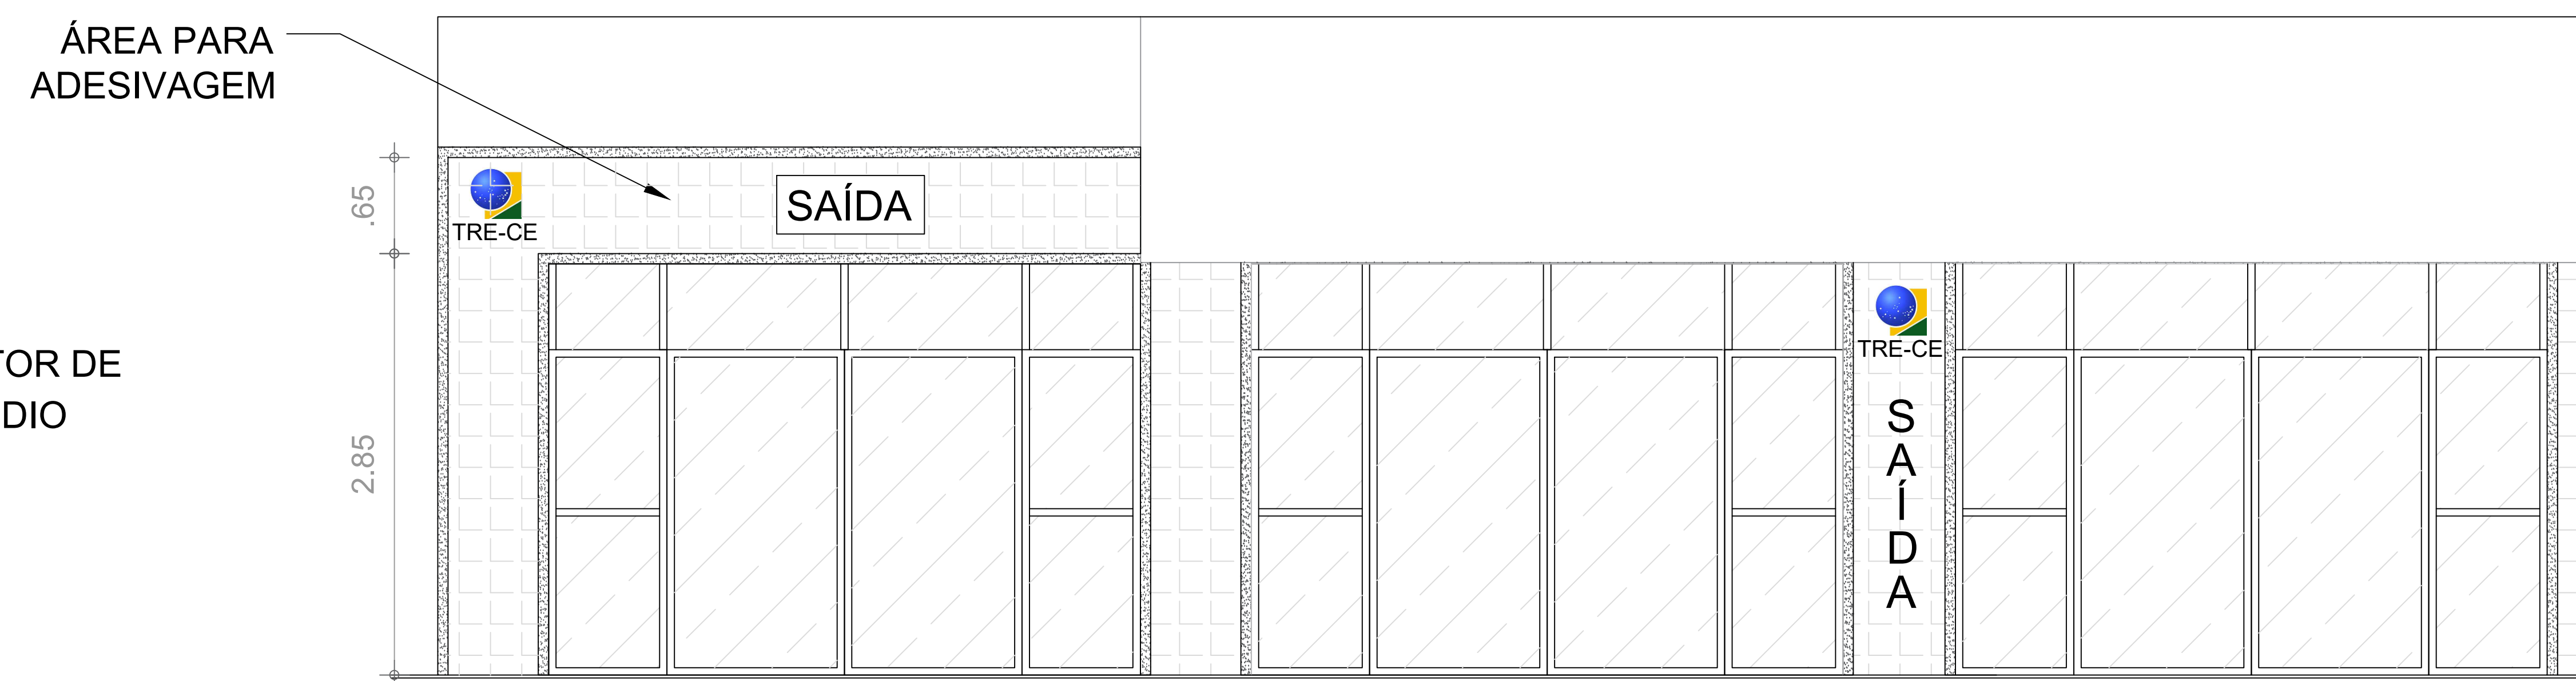 ÁREA PARA
ADESIVAGEM
.65
TRE-CE
SAÍDA
TOR DE
DIO
2.85
TRE-CE
S
A
Í
D
A